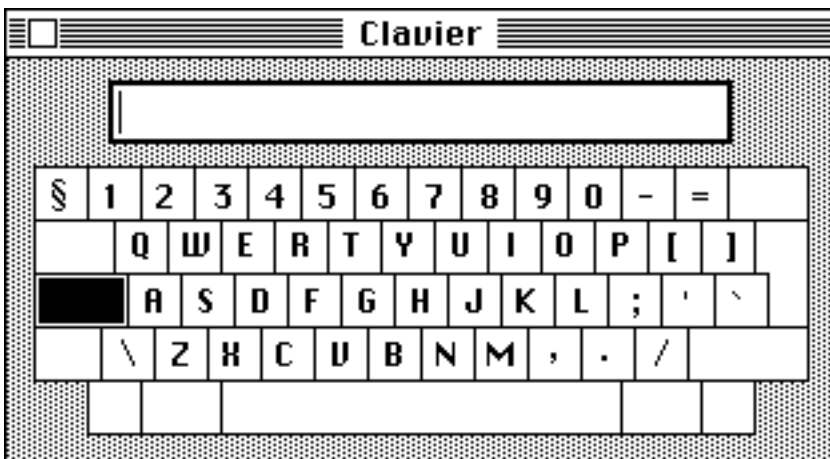 Clavier
§ 1 2 3 4 5 6 7 8 9 0 - =
Q W E R T Y U I O P [ ]
A S D F G H J K L ; ' `
\ Z X C V B N M , . /